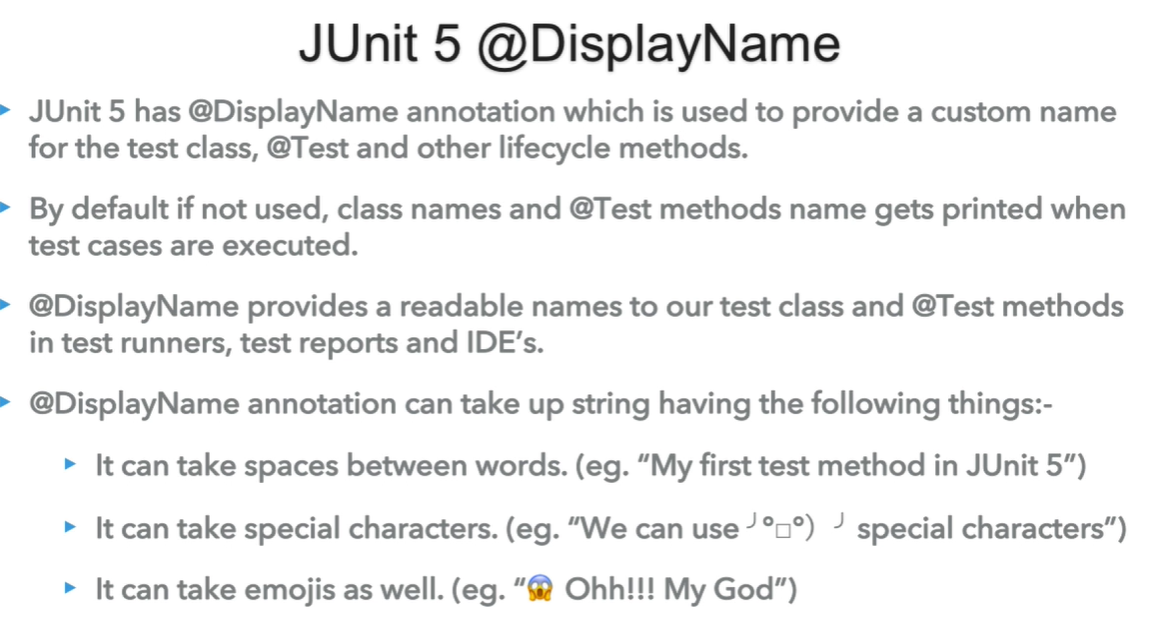 JUnit 5 @DisplayName
JUnit 5 has @DisplayName annotation which is used to provide a custom name
for the test class, @Test and other lifecycle methods.
By default if not used, class names and @Test methods name gets printed when
test cases are executed.
@DisplayName provides a readable names to our test class and @Test methods
in test runners, test reports and IDE’s.
@DisplayName annotation can take up string having the following things:-
It can take spaces between words. (eg. “My first test method in JUnit 5”)
It can take special characters. (eg. “We can use ╯°□°）╯ special characters”)
It can take emojis as well. (eg. “😱 Ohh!!! My God”)